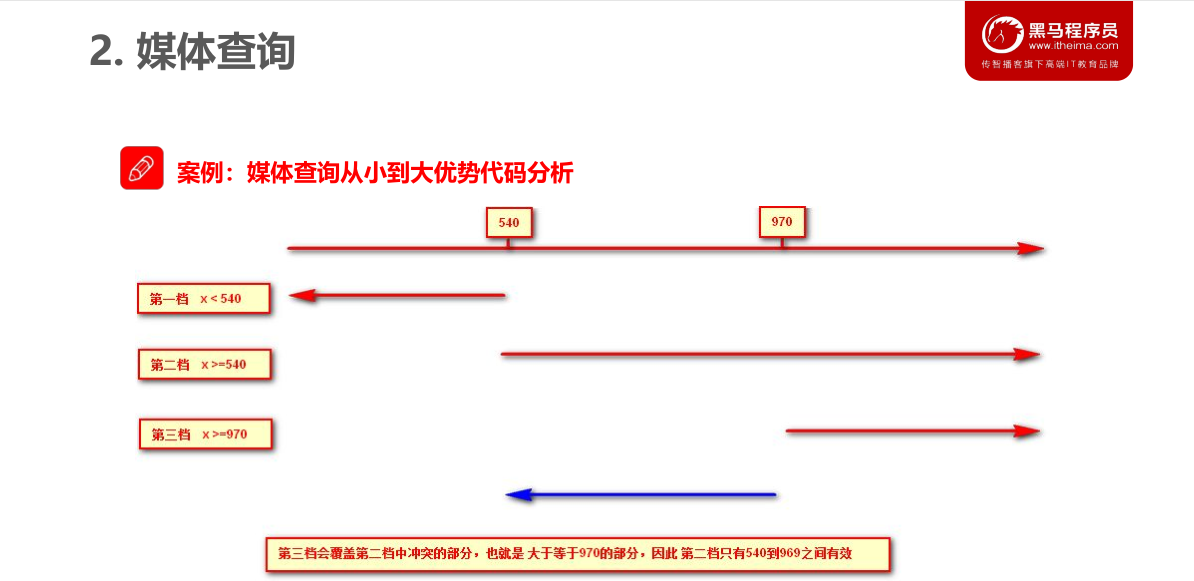 2. 媒体查询
黑马程序员
www.itheima.com
传智播客旗下高端IT教育品牌
案例：媒体查询从小到大优势代码分析
540
970
第一档 x < 540
第二档 x >=540
第三档 x >=970
第三档会覆盖第二档中冲突的部分，也就是 大于等于970的部分，因此 第二档只有540到969之间有效